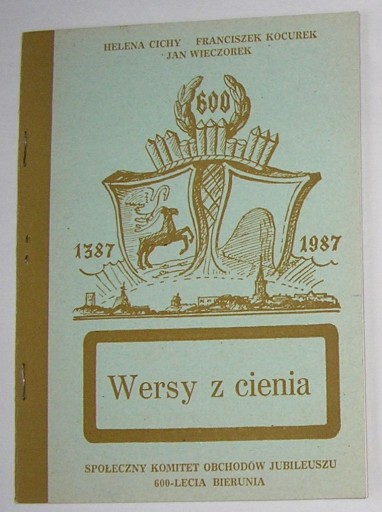 HELENA CICHY FRANCISZEK KOCUREK
JAN WIECZOREK
600
1387 1987
Wersy z cienia
SPOŁECZNY KOMITET OBCHODÓW JUBILEUSZU
600-LECIA BIERUNIA